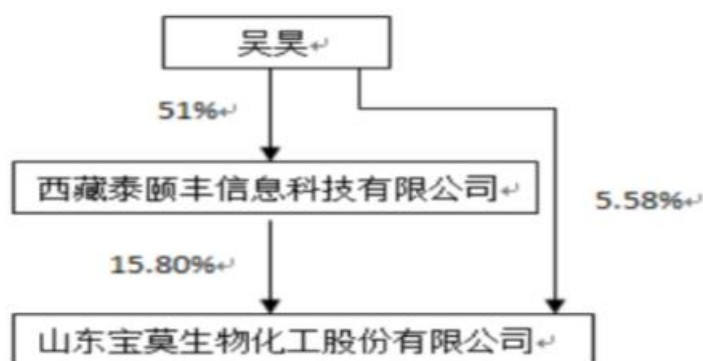 吴昊
51%
西藏泰颐丰信息科技有限公司
5.58%
15.80%
山东宝莫生物化工股份有限公司